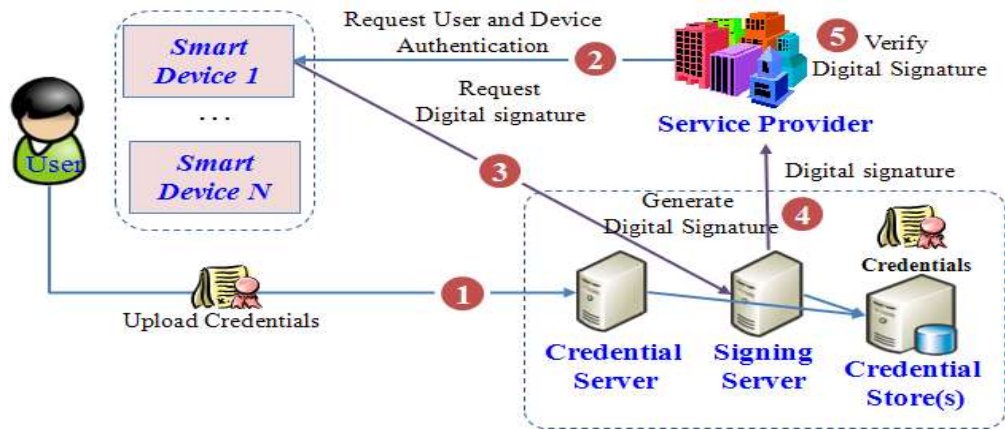 Smart
Device 1
...
Smart
Device N
User
Request User and Device
Authentication
2
Request
Digital signature
5
Verify
Digital Signature
Service Provider
3
Digital signature
Generate
Digital Signature
4
Credentials
1
Upload Credentials
Credential
Server
Signing
Server
Credential
Store(s)